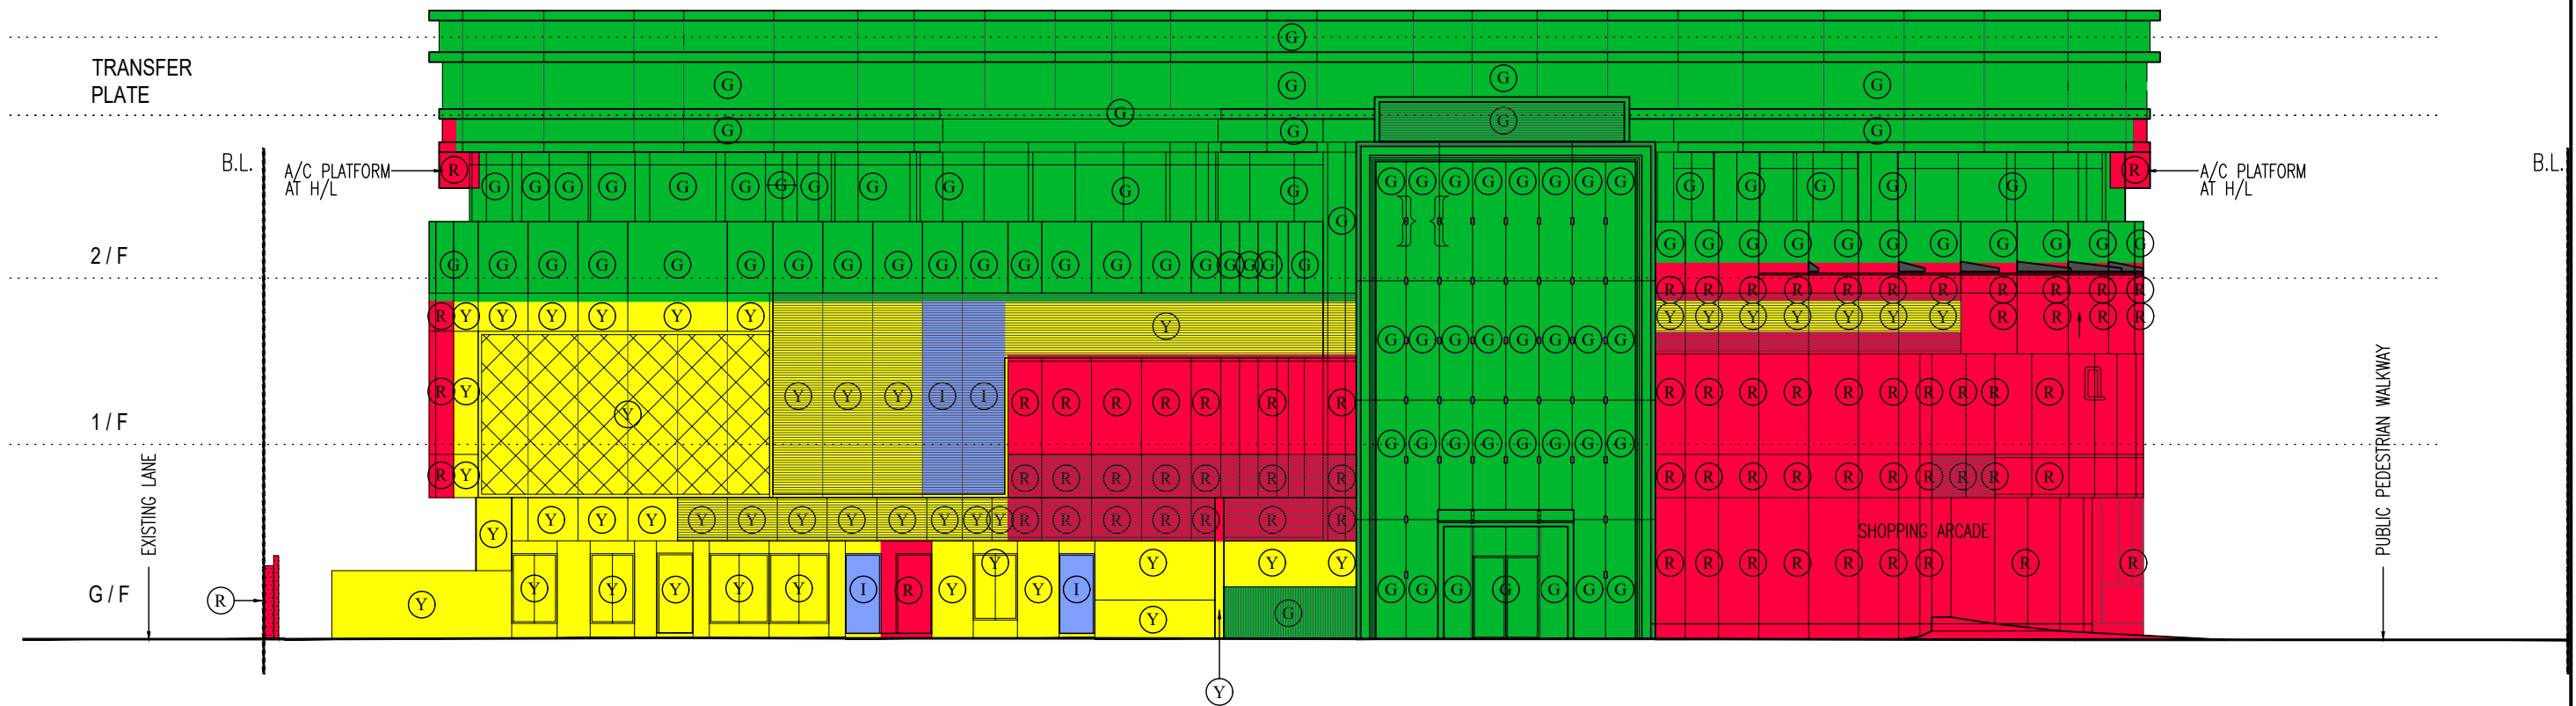 G
TRANSFER
PLATE
G G G G
G G
G G G
B.L. A/C PLATFORM
AT H/L
R
R
A/C PLATFORM
AT H/L
B.L.
G G G G G G G G G G G G
G G G G G G G G
G G G G G
G
2 / F
G G G G G G G G G G G G G G G G G G G G
G G G G G G G G G G G
R R R R R R R R R R R
R Y Y Y Y Y Y Y
Y Y Y Y Y Y Y R R R R
G G G G G G G G
R Y Y Y Y Y I I
R R R R R R R
R R R R R R R R R R
1 / F
G G G G G G G G
R Y
R R R R R R R
R R R R R R R R R R
EXISTING LANE
PUBLIC PEDESTRIAN WALKWAY
Y Y Y Y Y Y Y Y Y Y Y Y
R R R R R R R
SHOPPING ARCADE
Y Y Y Y
R R R R R R R R R
G / F
R Y Y Y Y Y Y I R Y Y I Y G
G G G G G G G
Y